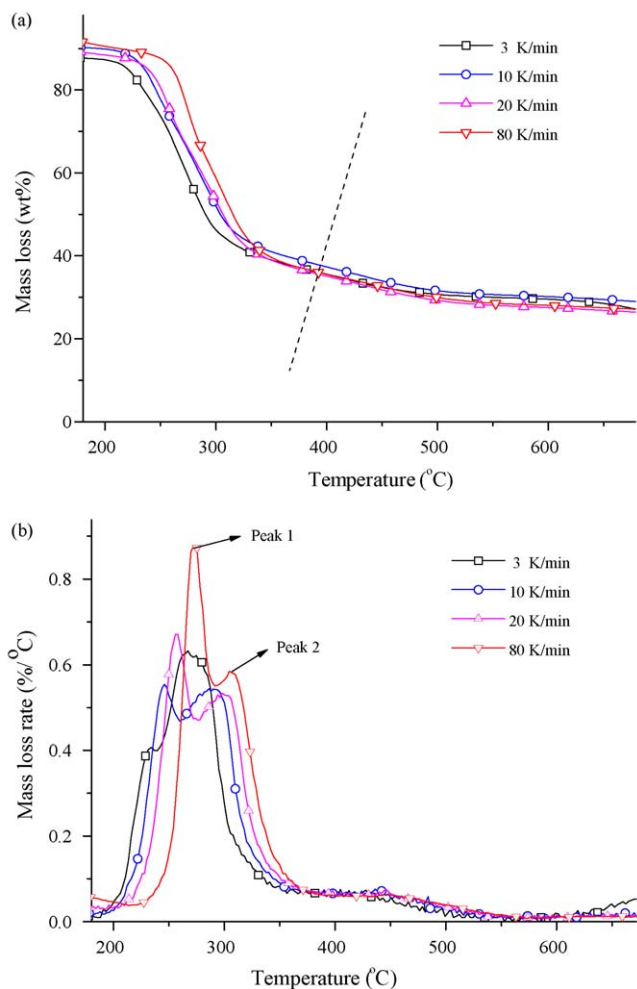 (a)
3 K/min
10 K/min
20 K/min
80 K/min
80
60
40
20
0
Mass loss (wt%)
200 300 400 500 600
Temperature (°C)
(b)
Peak 1
3 K/min
10 K/min
20 K/min
80 K/min
Peak 2
0.8
0.6
0.4
0.2
0.0
Mass loss rate (%/°C)
200 300 400 500 600
Temperature (°C)